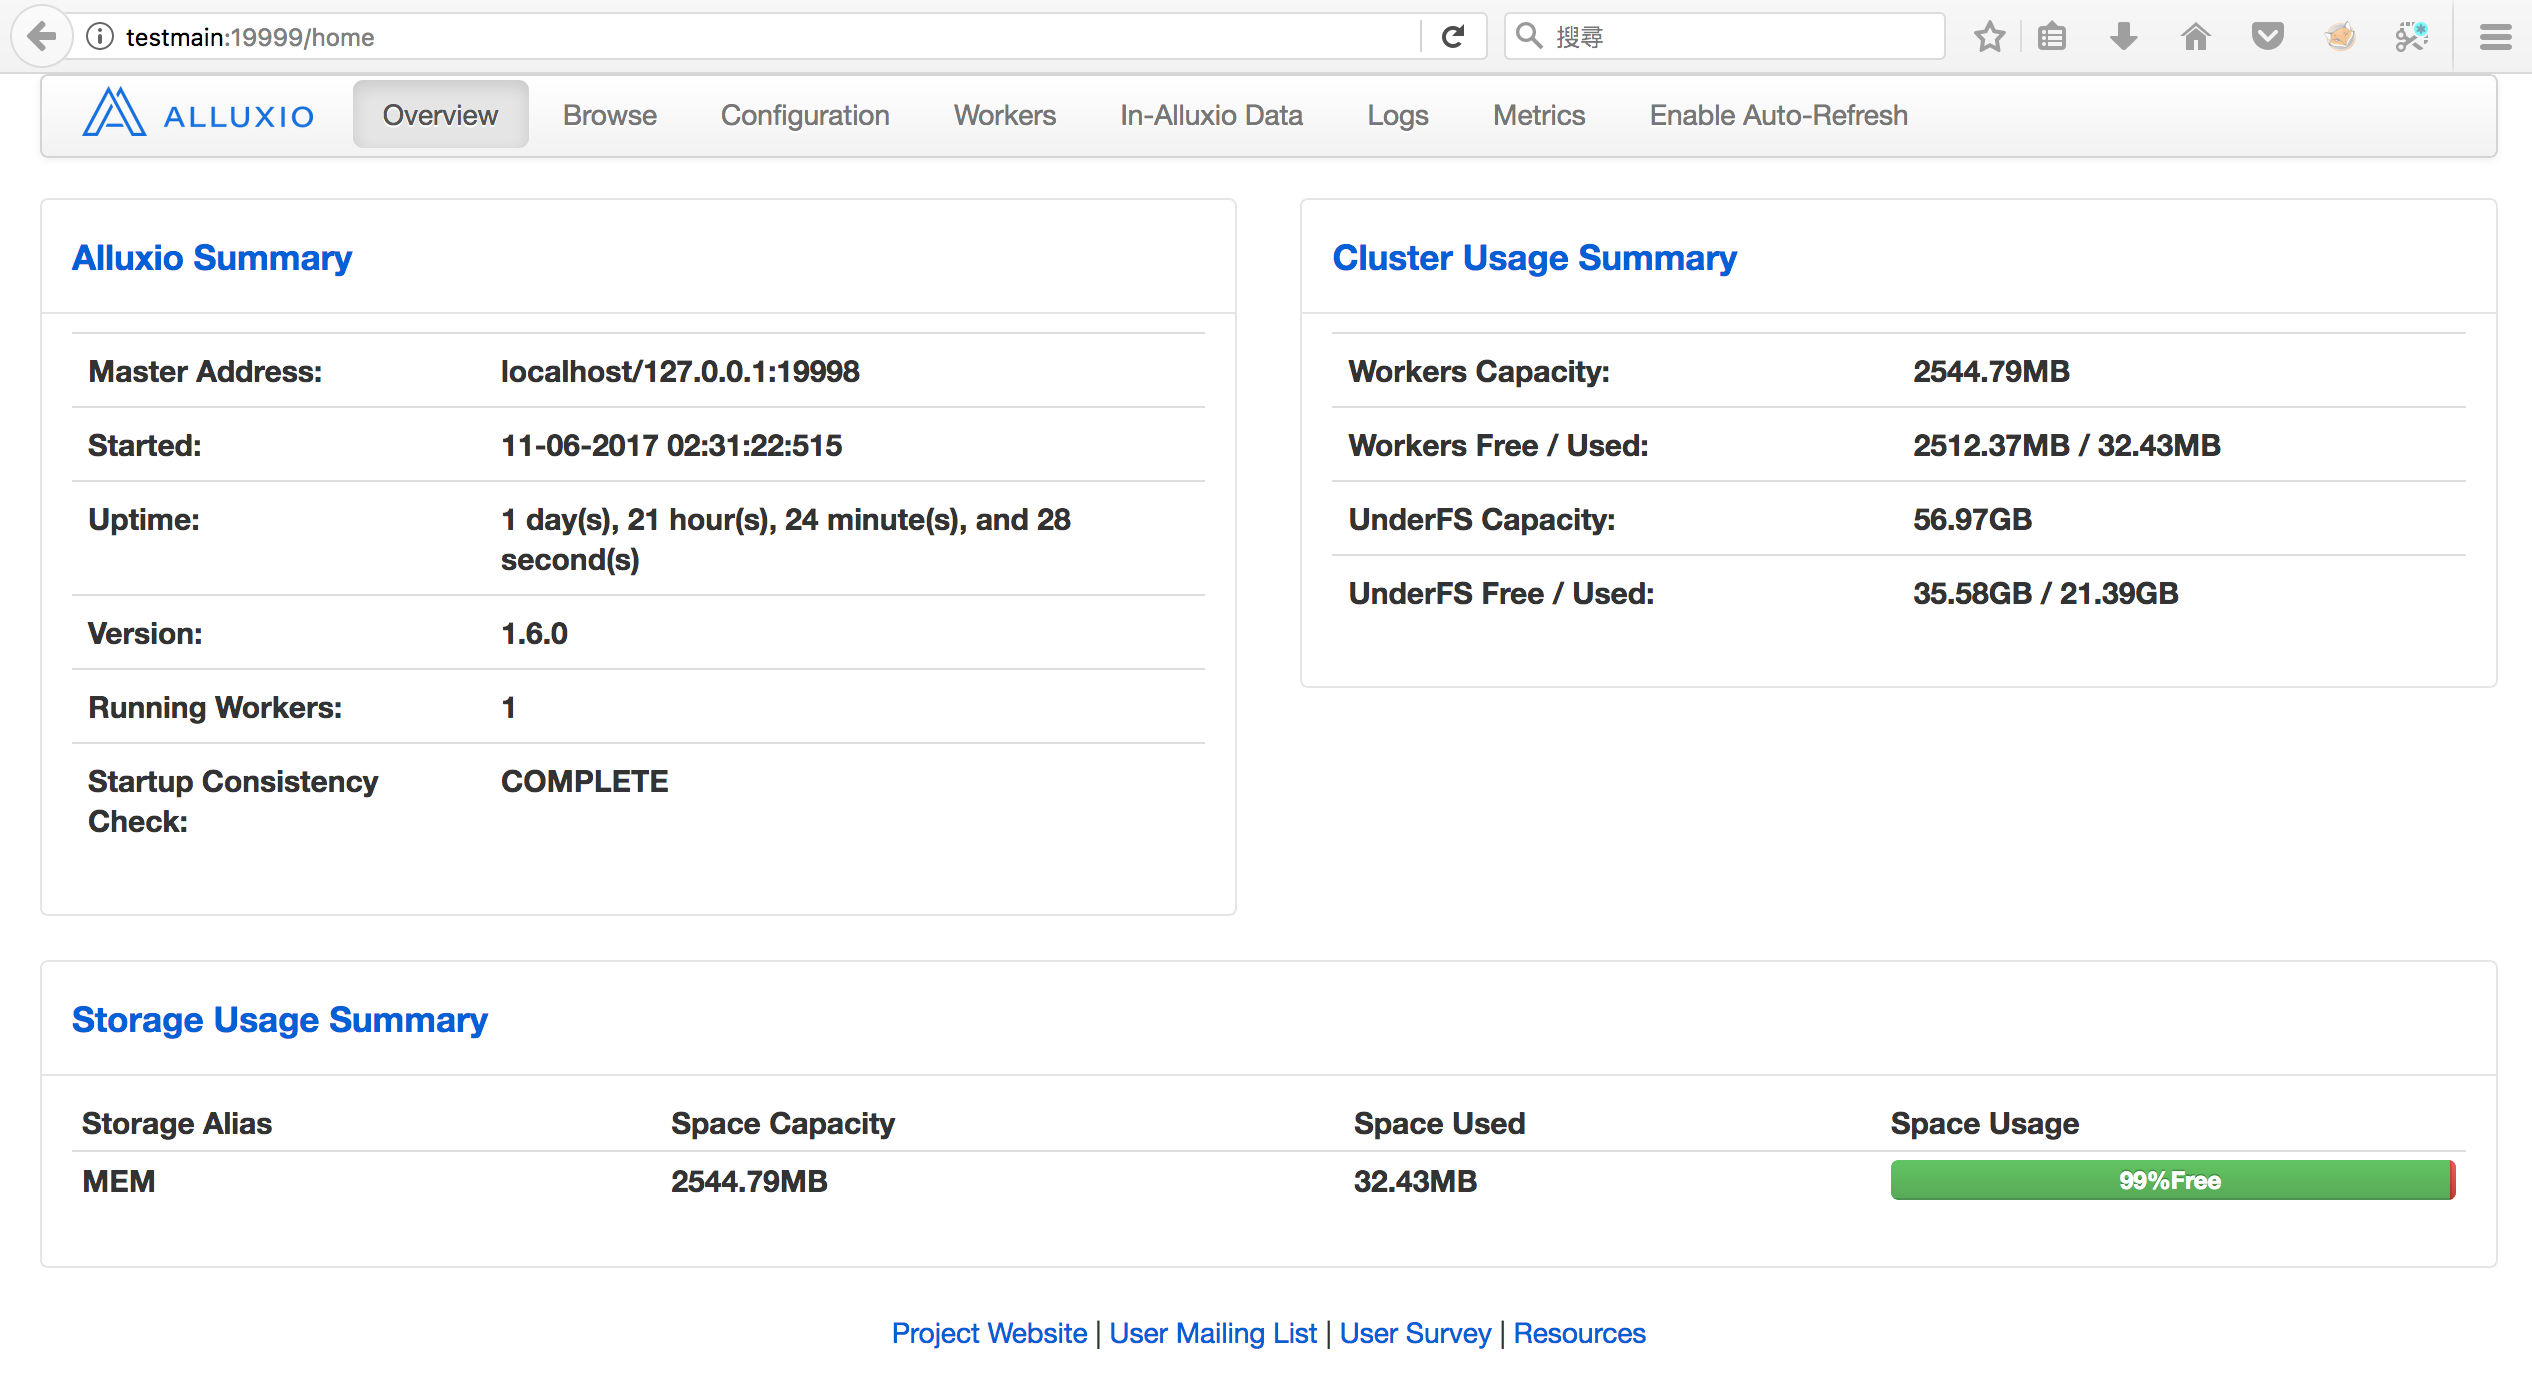 testmain:19999/home
搜尋
ALLUXIO
Overview Browse Configuration Workers In-Alluxio Data Logs Metrics Enable Auto-Refresh
Alluxio Summary
Master Address: localhost/127.0.0.1:19998
Started: 11-06-2017 02:31:22:515
Uptime: 1 day(s), 21 hour(s), 24 minute(s), and 28
second(s)
Version: 1.6.0
Running Workers: 1
Startup Consistency COMPLETE
Check:
Cluster Usage Summary
Workers Capacity: 2544.79MB
Workers Free / Used: 2512.37MB / 32.43MB
UnderFS Capacity: 56.97GB
UnderFS Free / Used: 35.58GB / 21.39GB
Storage Usage Summary
Storage Alias Space Capacity Space Used Space Usage
MEM 2544.79MB 32.43MB 99%Free
Project Website | User Mailing List | User Survey | Resources